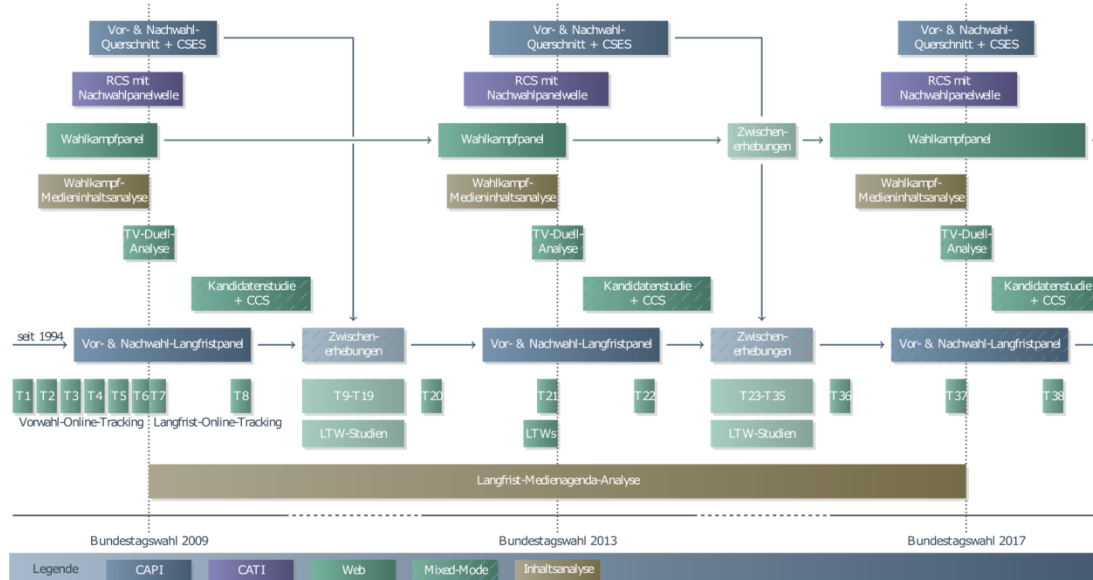 Vor- & Nachwahl-
Querschnitt + CSES
Vor- & Nachwahl-
Querschnitt + CSES
Vor- & Nachwahl-
Querschnitt + CSES
RCS mit
Nachwahlpanelwelle
RCS mit
Nachwahlpanelwelle
RCS mit
Nachwahlpanelwelle
Wahlkampfpanel
Wahlkampfpanel
Zwischen-
erhebungen
Wahlkampfpanel
Wahlkampf-
Medieninhaltsanalyse
Wahlkampf-
Medieninhaltsanalyse
Wahlkampf-
Medieninhaltsanalyse
TV-Duell-
Analyse
TV-Duell-
Analyse
TV-Duell-
Analyse
Kandidatenstudie
+ CCS
Kandidatenstudie
+ CCS
Kandidatenstudie
+ CCS
seit 1994
Vor- & Nachwahl-Langfristpanel
Zwischen-
erhebungen
Vor- & Nachwahl-Langfristpanel
Zwischen-
erhebungen
Vor- & Nachwahl-Langfristpanel
T1 T2 T3 T4 T5 T6 T7 T8 T9-T19 T20 T21 T22 T23-T35 T36 T37 T38
Vorwahl-Online-Tracking
Langfrist-Online-Tracking
LTW-Studien
LTWs
LTW-Studien
Langfrist-Medienagenda-Analyse
Bundestagswahl 2009
Bundestagswahl 2013
Bundestagswahl 2017
Legende CAPI CATI Web Mixed-Mode Inhaltsanalyse